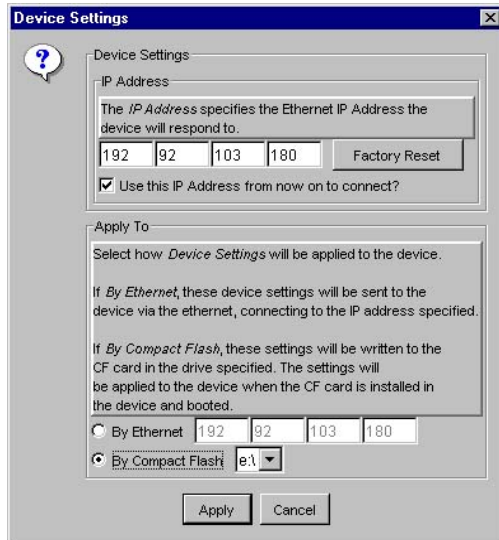 Device Settings
Device Settings
IP Address
The IP Address specifies the Ethernet IP Address the
device will respond to.
192 92 103 180 Factory Reset
Use this IP Address from now on to connect?
Apply To
Select how Device Settings will be applied to the device.
If By Ethernet, these device settings will be sent to the
device via the ethernet, connecting to the IP address specified.
If By Compact Flash, these settings will be written to the
CF card in the drive specified. The settings will
be applied to the device when the CF card is installed in
the device and booted.
By Ethernet 192 92 103 180
By Compact Flash e:\
Apply Cancel